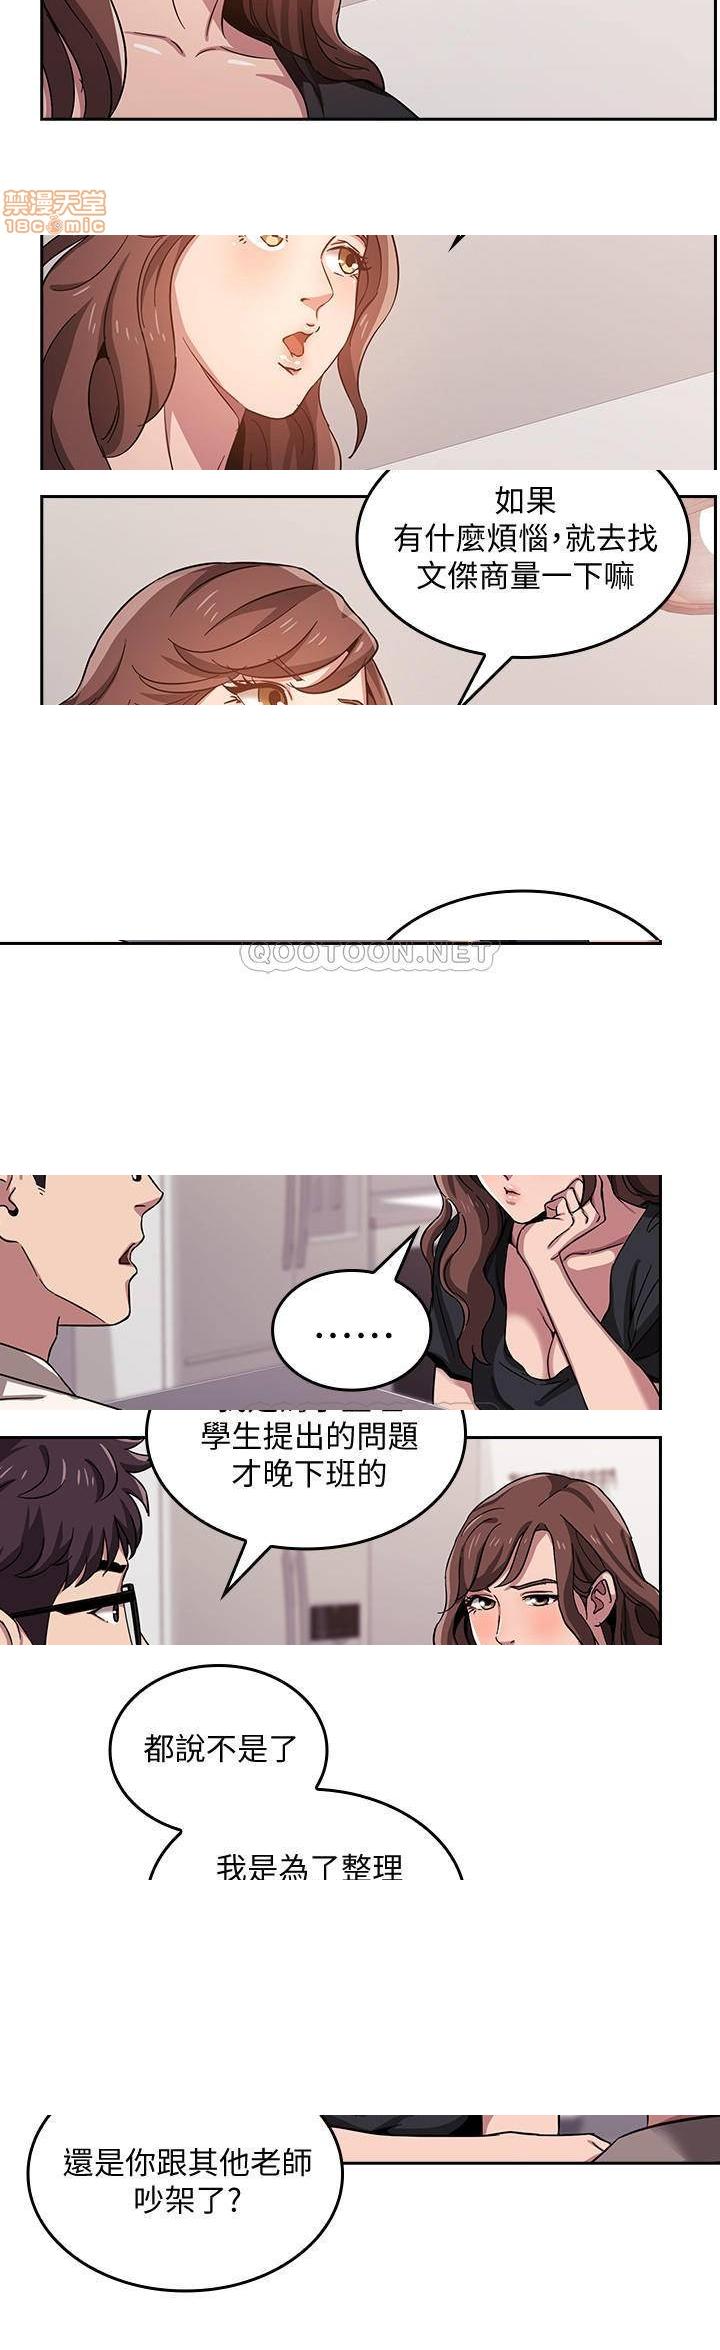 禁漫天堂
18comic
如果
有什麼煩惱,就去找
文傑商量一下嘛
QOOTOON.NET
······
學生提出的問題
才晚下班的
都說不是了
我是為了整理
還是你跟其他老師
吵架了?